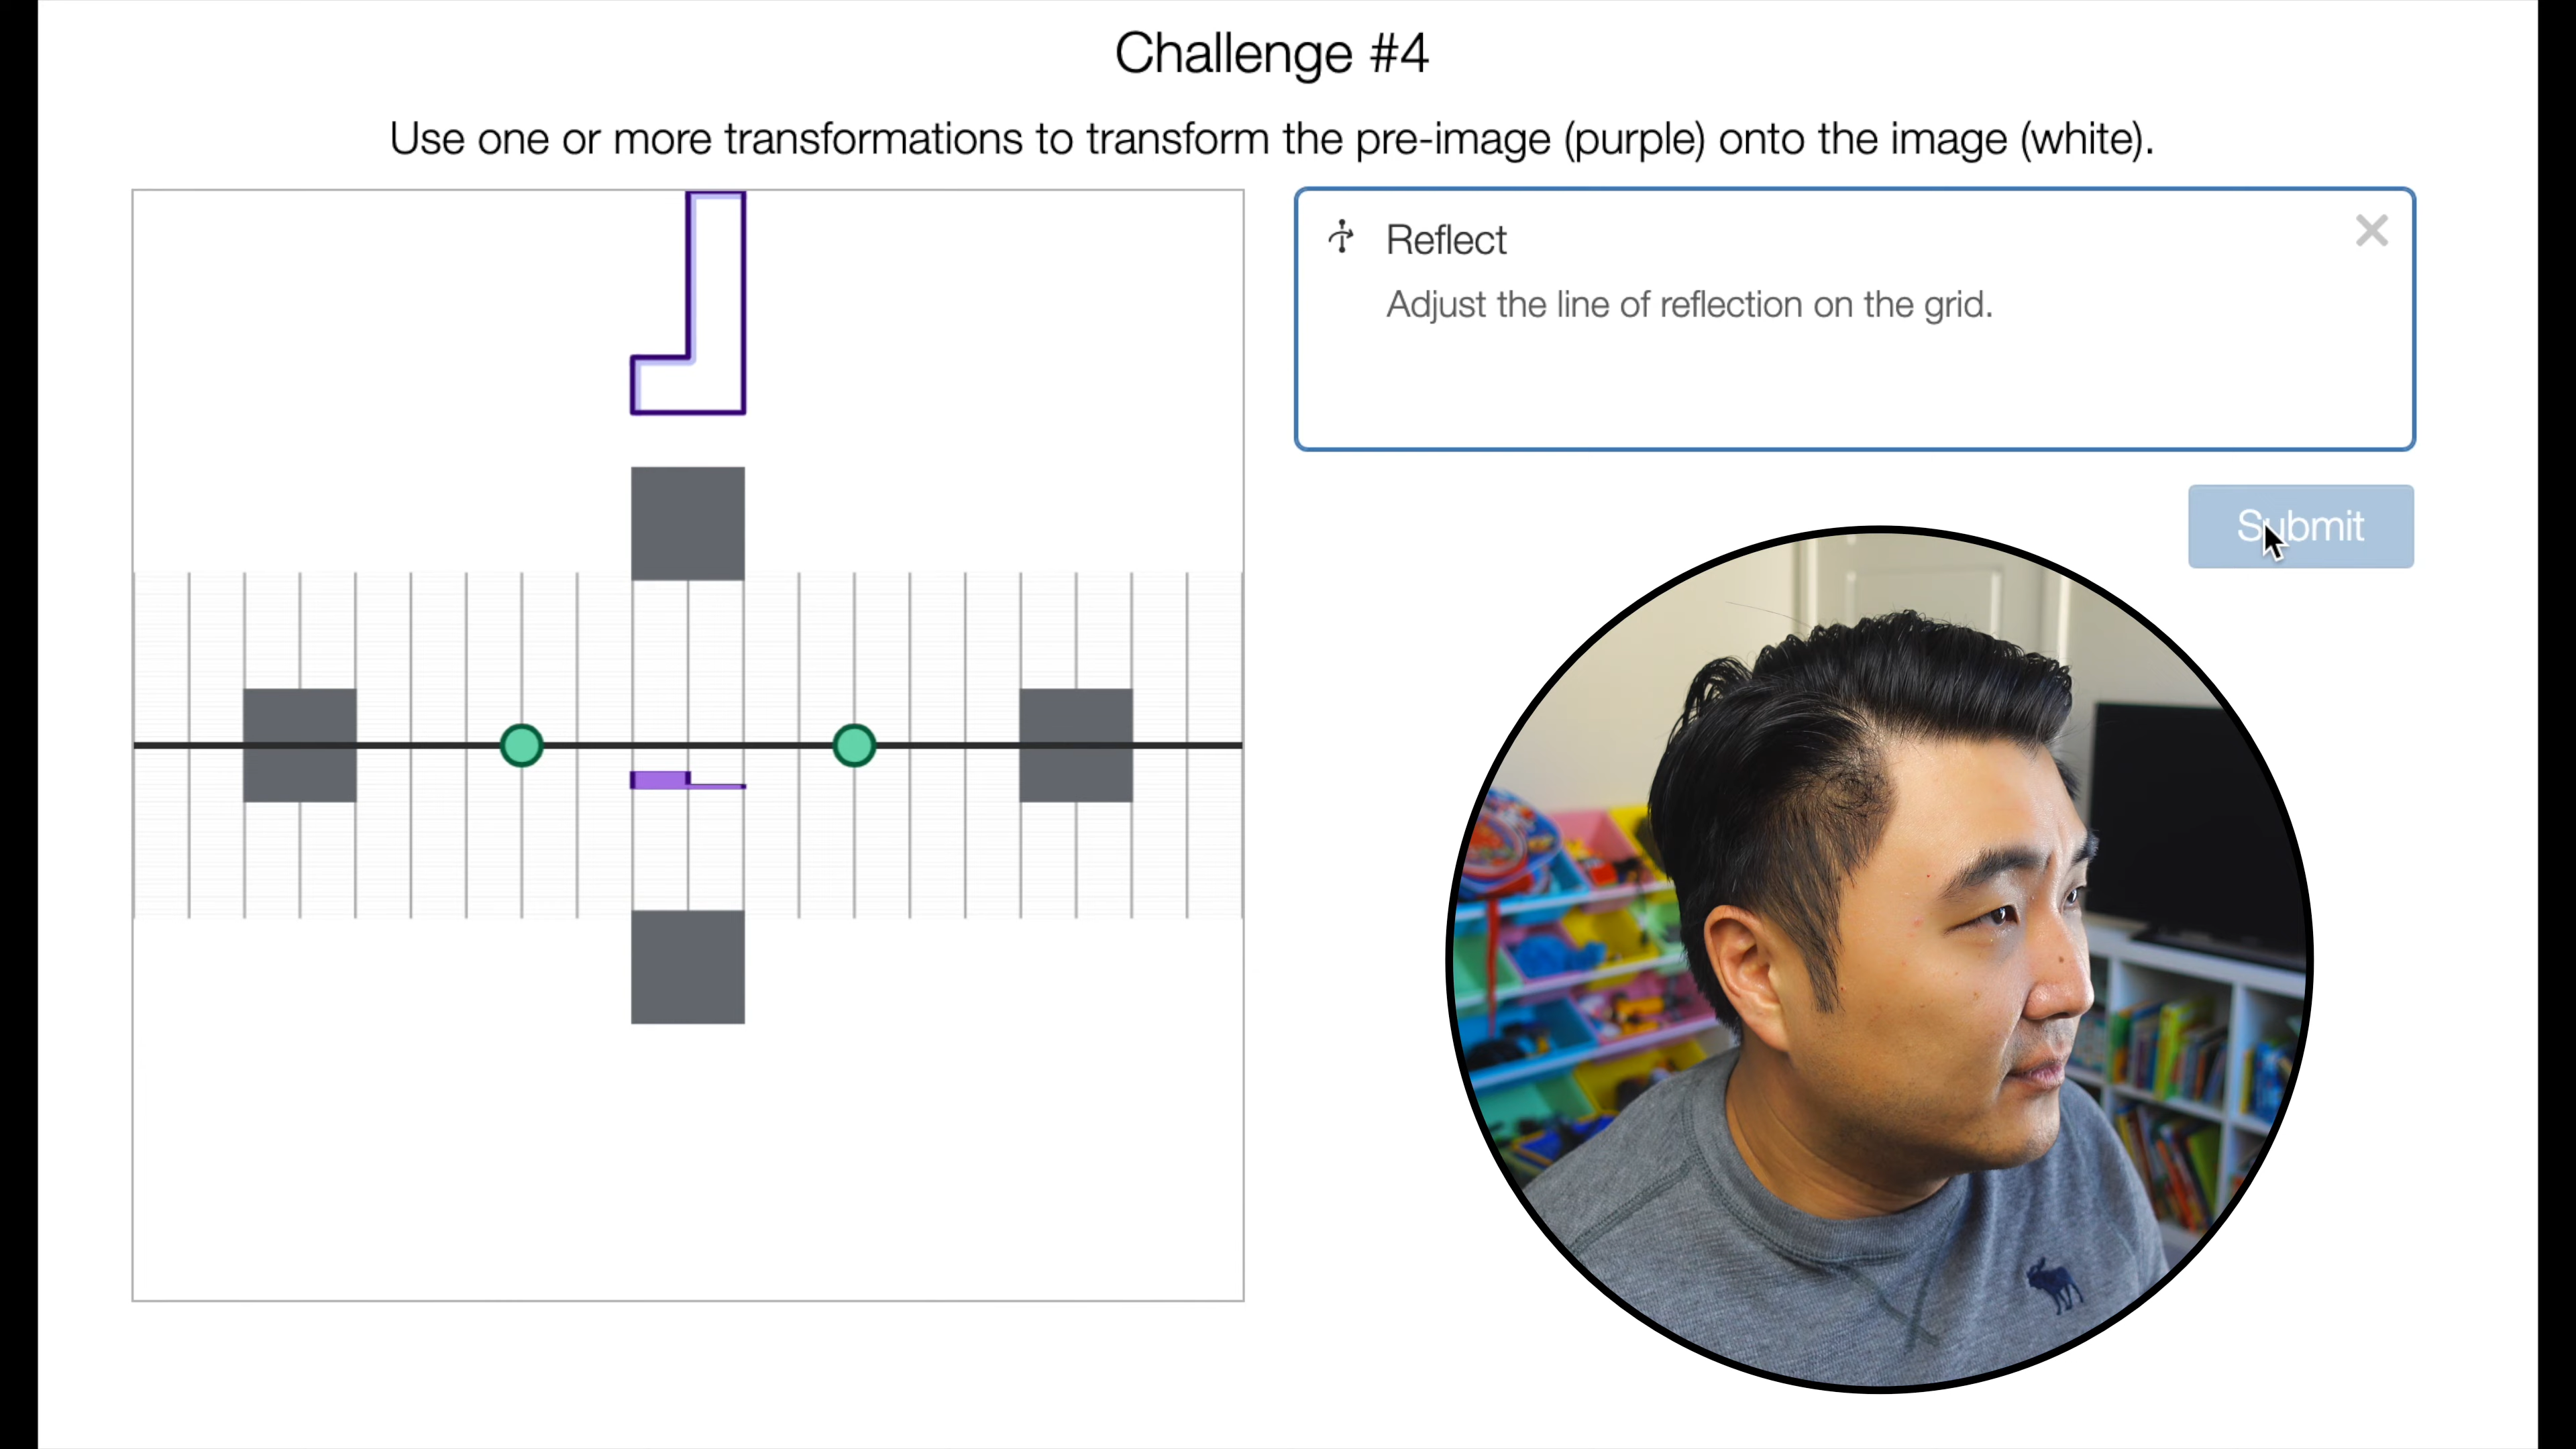 Challenge #4
Use one or more transformations to transform the pre-image (purple) onto the image (white).
Reflect
Adjust the line of reflection on the grid.
Submit